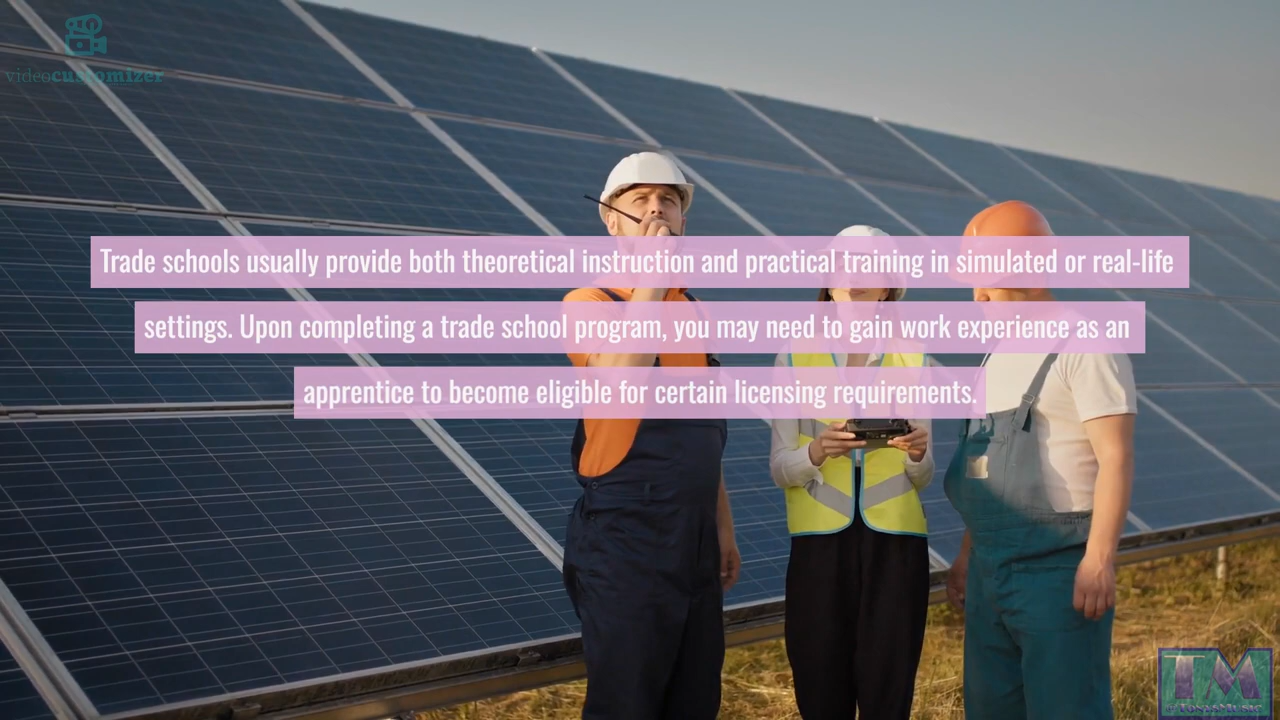 videocustomizer
Trade schools usually provide both theoretical instruction and practical training in simulated or real-life
settings. Upon completing a trade school program, you may need to gain work experience as an
apprentice to become eligible for certain licensing requirements.
TM